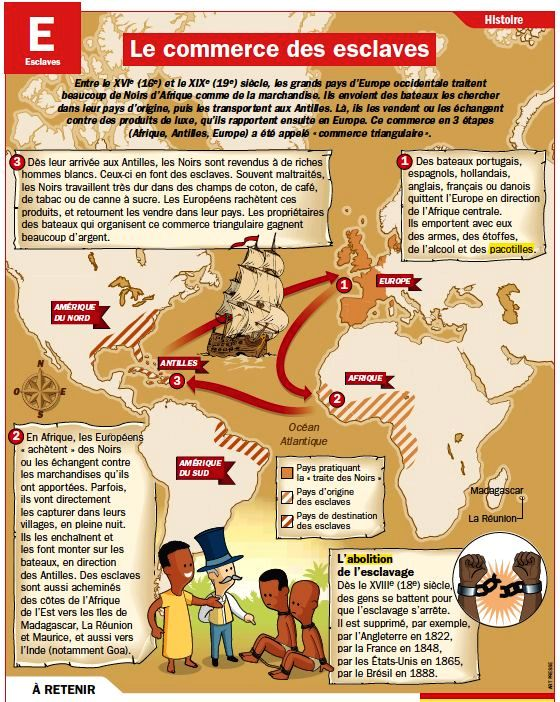 E
Esclaves
Histoire
Le commerce des esclaves
Entre le XVIe (16e) et le XIXe (19e) siècle, les grands pays d'Europe occidentale traitent
beaucoup de Noirs d'Afrique comme de la marchandise. Ils envoient des bateaux les chercher
dans leur pays d'origine, puis les transportent aux Antilles. Là, ils les vendent ou les échangent
contre des produits de luxe, qu'ils rapportent ensuite en Europe. Ce commerce en 3 étapes
(Afrique, Antilles, Europe) a été appelé « commerce triangulaire ».
3 Dès leur arrivée aux Antilles, les Noirs sont revendus à de riches
hommes blancs. Ceux-ci en font des esclaves. Souvent maltraités,
les Noirs travaillent très dur dans des champs de coton, de café,
de tabac ou de canne à sucre. Les Européens rachètent ces
produits, et retournent les vendre dans leur pays. Les propriétaires
des bateaux qui organisent ce commerce triangulaire gagnent
beaucoup d'argent.
1 Des bateaux portugais,
espagnols, hollandais,
anglais, français ou danois
quittent l'Europe en direction
de l'Afrique centrale.
Ils emportent avec eux
des armes, des étoffes,
de l'alcool et des pacotilles.
EUROPE
1
AMÉRIQUE
DU NORD
ANTILLES
3
AFRIQUE
2
N
O
E
S
Océan
Atlantique
AMÉRIQUE
DU SUD
2 En Afrique, les Européens
« achètent » des Noirs
ou les échangent contre
les marchandises qu'ils
ont apportées. Parfois,
ils vont directement
les capturer dans leurs
villages, en pleine nuit.
Ils les enchaînent et
les font monter sur les
bateaux, en direction
des Antilles. Des esclaves
sont aussi acheminés
des côtes de l'Afrique
de l'Est vers les îles de
Madagascar, La Réunion
et Maurice, et aussi vers
l'Inde (notamment Goa).
Pays pratiquant
la « traite des Noirs »
Pays d'origine
des esclaves
Pays de destination
des esclaves
Madagascar
La Réunion
L'abolition
de l'esclavage
Dès le XVIIIe (18e) siècle,
des gens se battent pour
que l'esclavage s'arrête.
Il est supprimé, par exemple,
par l'Angleterre en 1822,
par la France en 1848,
par les États-Unis en 1865,
par le Brésil en 1888.
ART PRESSE
À RETENIR